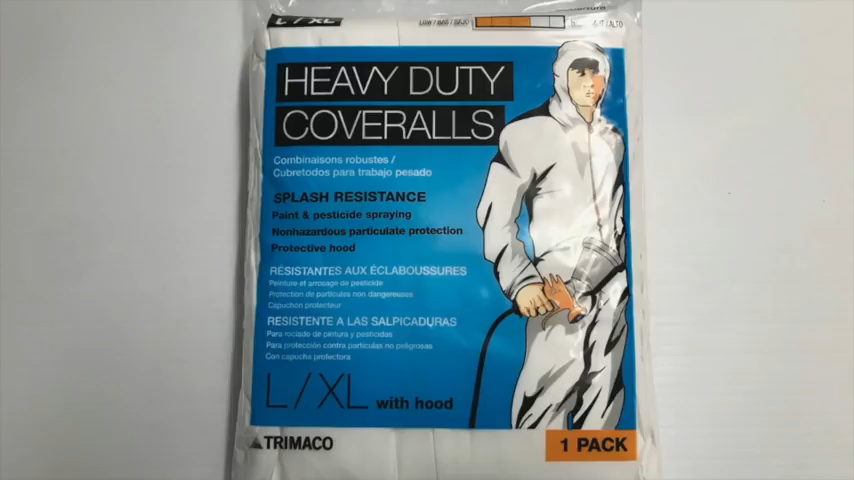 L / XL
LOW / BAS / BAJO
HEAVY DUTY
COVERALLS
Combinaisons robustes /
Cubretodos para trabajo pesado
SPLASH RESISTANCE
Paint & pesticide spraying
Nonhazardous particulate protection
Protective hood
RÉSISTANTES AUX ÉCLABOUSSURES
Peinture et arrosage de pesticide
Protection de particules non dangereuses
Capuchon protecteur
RESISTENTE A LAS SALPICADURAS
Para rociado de pintura y pesticidas
Para protección contra partículas no peligrosas
Con capucha protectora
L / XL with hood
TRIMACO
1 PACK